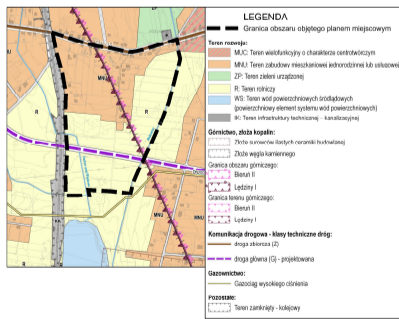 LEGENDA
Granica obszaru objętego planem miejscowym
Teren rozwoju:
MUC: Teren wielofunkcyjny o charakterze centrotwórczym
MNU: Teren zabudowy mieszkaniowej jednorodzinnej lub usługowej
ZP: Teren zieleni urządzonej
R: Teren rolniczy
WS: Teren wód powierzchniowych śródlądowych
(powierzchniowy element systemu wód powierzchniowych)
IK: Teren infrastruktury technicznej - kanalizacyjnej
Górnictwo, złoża kopalin:
Złoże surowców ilastych ceramiki budowlanej
Złoże węgla kamiennego
Granica obszaru górniczego:
Bieruń II
Lędziny I
Granica terenu górniczego:
Bieruń II
Lędziny I
Komunikacja drogowa - klasy techniczne dróg:
droga zbiorcza (Z)
droga główna (G) - projektowana
Gazownictwo:
Gazociąg wysokiego ciśnienia
Pozostałe:
Teren zamknięty - kolejowy
ZP
MNU
R
R
R
MNU
MNU